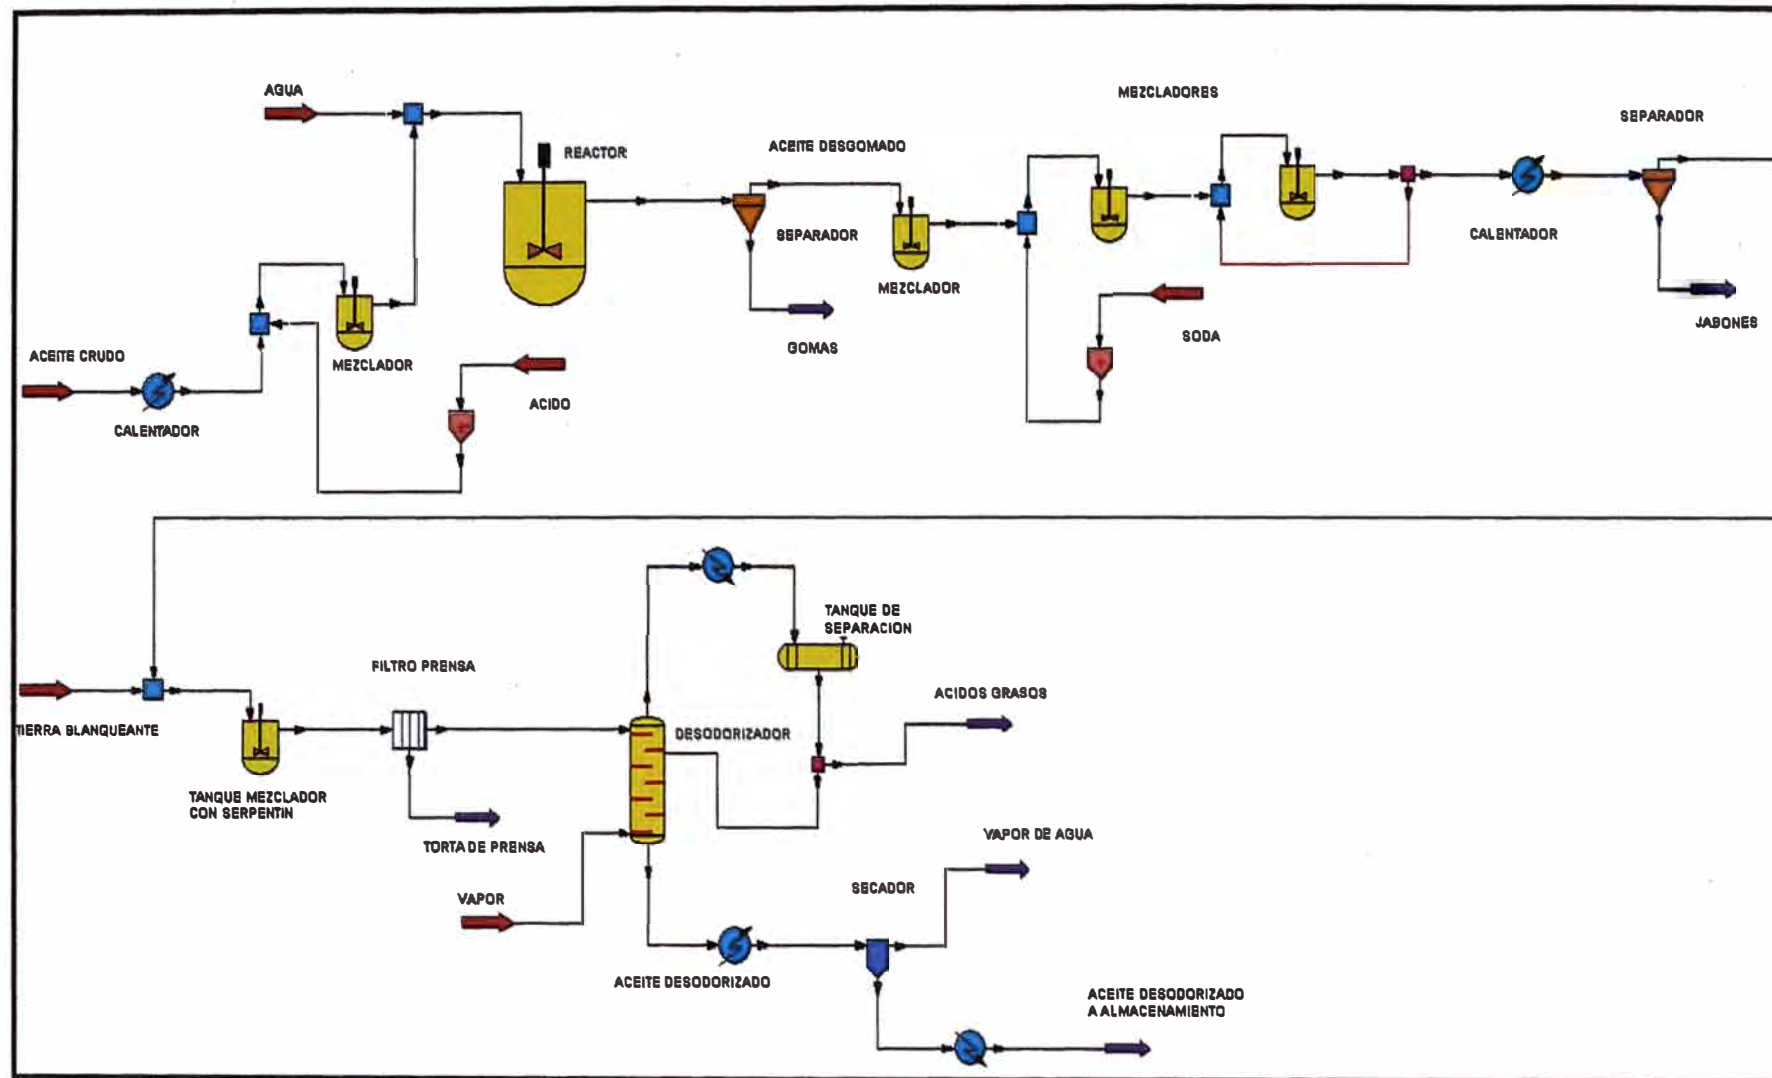 AGUA
MEZCLADORES
SEPARADOR
REACTOR
ACEITE DESGOMADO
SEPARADOR
CALENTADOR
MEZCLADOR
GOMAS
SODA
JABONES
ACEITE CRUDO
MEZCLADOR
ACIDO
CALENTADOR
TANQUE DE
SEPARACION
FILTRO PRENSA
ACIDOS GRASOS
TIERRA BLANQUEANTE
DESODORIZADOR
TANQUE MEZCLADOR
CON SERPENTIN
TORTA DE PRENSA
VAPOR DE AGUA
SECADOR
VAPOR
ACEITE DESODORIZADO
ACEITE DESODORIZADO
A ALMACENAMIENTO